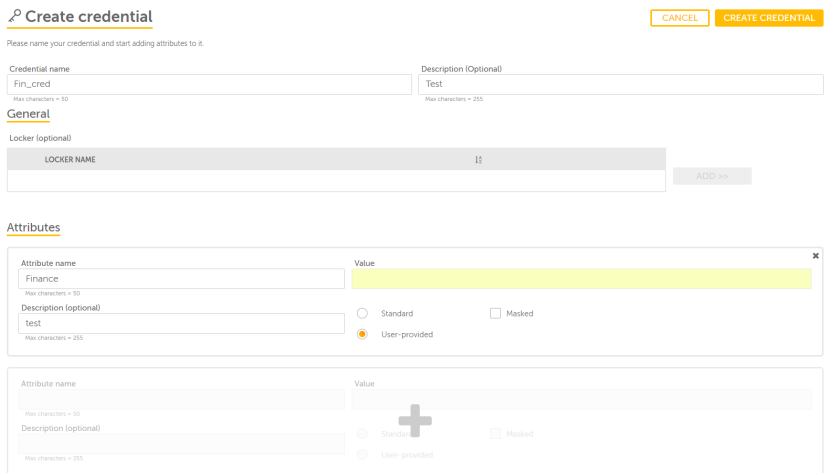 Create credential
CANCEL
CREATE CREDENTIAL
Please name your credential and start adding attributes to it.
Credential name
Description (Optional)
Fin_cred
Test
Max characters = 50
Max characters = 255
General
Locker (optional)
LOCKER NAME
ADD >>
Attributes
Attribute name
Value
Finance
Max characters = 50
Description (optional)
Standard
Masked
test
User-provided
Max characters = 255
Attribute name
Value
Max characters = 50
Description (optional)
Standard
Masked
User-provided
Max characters = 255